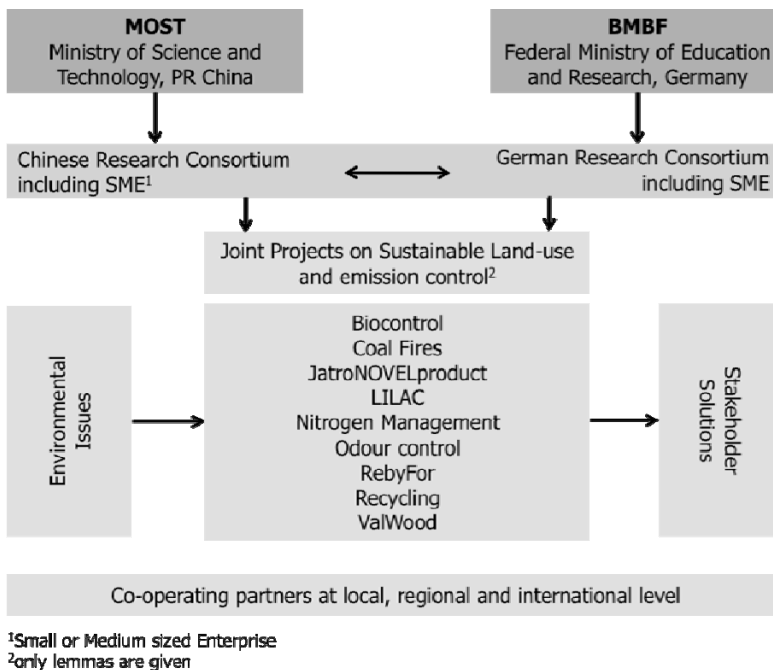 MOST
Ministry of Science and
Technology, PR China
BMBF
Federal Ministry of Education
and Research, Germany
Chinese Research Consortium
including SME¹
German Research Consortium
including SME
Joint Projects on Sustainable Land-use
and emission control²
Environmental
Issues
Biocontrol
Coal Fires
JatroNOVELproduct
LILAC
Nitrogen Management
Odour control
RebyFor
Recycling
ValWood
Stakeholder
Solutions
Co-operating partners at local, regional and international level
¹Small or Medium sized Enterprise
²only lemmas are given